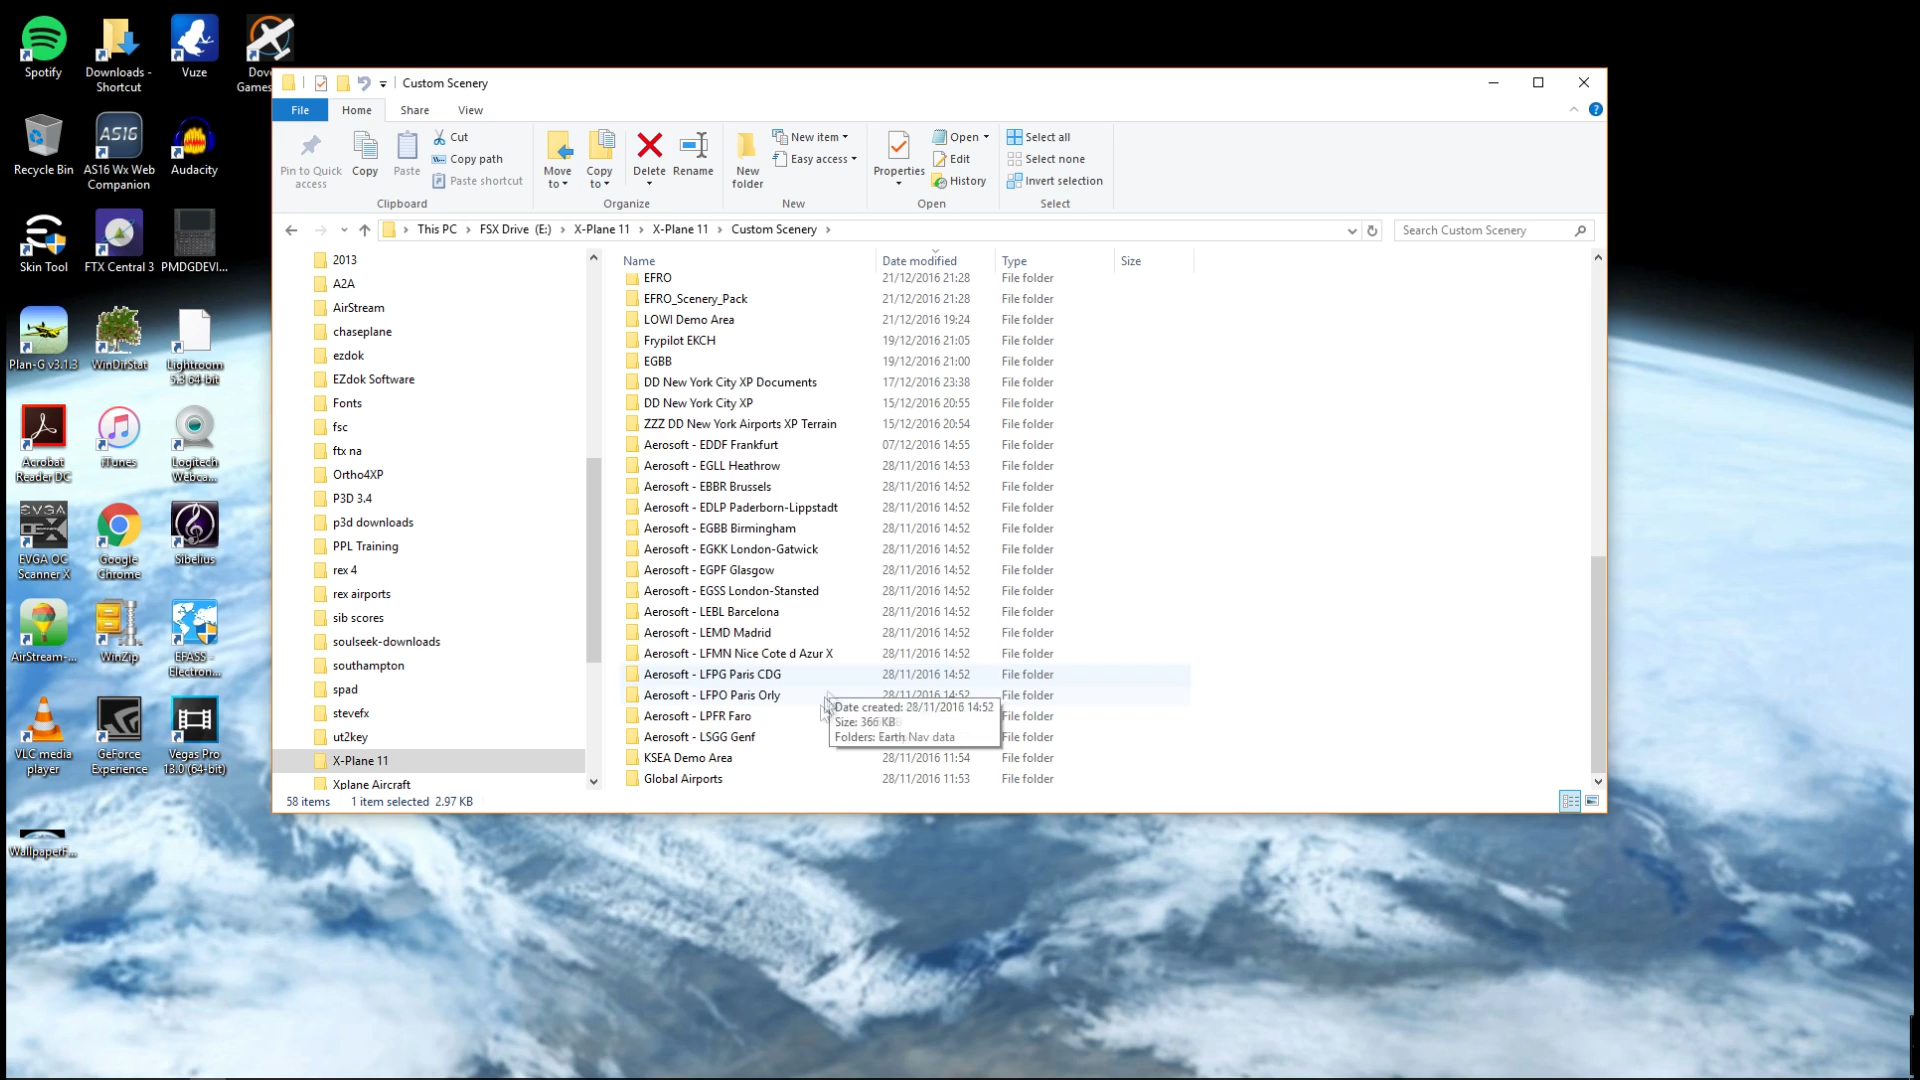 Spotify
Downloads -
Shortcut
Vuze
Dov
Games
Recycle Bin
AS16
AS16 Wx Web
Companion
Audacity
Skin Tool
FTX Central 3
PMDGDEVI...
Plan-G v3.1.3
WinDirStat
Lightroom
5.3 64-bit
Acrobat
Reader DC
iTunes
Logitech
Webca...
EVGA
OC
EVGA OC
Scanner X
Google
Chrome
Sibelius
AirStream-...
WinZip
EFASS -
Electron...
VLC media
player
GeForce
Experience
Vegas Pro
13.0 (64-bit)
WallpaperF...
Custom Scenery
File
Home
Share
View
Pin to Quick
access
Copy
Paste
Cut
Copy path
Paste shortcut
Clipboard
Move
to
Copy
to
Delete
Rename
Organize
New
folder
New item
Easy access
New
Properties
Open
Edit
History
Open
Select all
Select none
Invert selection
Select
This PC > FSX Drive (E:) > X-Plane 11 > X-Plane 11 > Custom Scenery >
Search Custom Scenery
2013
A2A
AirStream
chaseplane
ezdok
EZdok Software
Fonts
fsc
ftx na
Ortho4XP
P3D 3.4
p3d downloads
PPL Training
rex 4
rex airports
sib scores
soulseek-downloads
southampton
spad
stevefx
ut2key
X-Plane 11
Xplane Aircraft
Name Date modified Type Size
EFRO 21/12/2016 21:28 File folder
EFRO_Scenery_Pack 21/12/2016 21:28 File folder
LOWI Demo Area 21/12/2016 19:24 File folder
Frypilot EKCH 19/12/2016 21:05 File folder
EGBB 19/12/2016 21:00 File folder
DD New York City XP Documents 17/12/2016 23:38 File folder
DD New York City XP 15/12/2016 20:55 File folder
ZZZ DD New York Airports XP Terrain 15/12/2016 20:54 File folder
Aerosoft - EDDF Frankfurt 07/12/2016 14:55 File folder
Aerosoft - EGLL Heathrow 28/11/2016 14:53 File folder
Aerosoft - EBBR Brussels 28/11/2016 14:52 File folder
Aerosoft - EDLP Paderborn-Lippstadt 28/11/2016 14:52 File folder
Aerosoft - EGBB Birmingham 28/11/2016 14:52 File folder
Aerosoft - EGKK London-Gatwick 28/11/2016 14:52 File folder
Aerosoft - EGPF Glasgow 28/11/2016 14:52 File folder
Aerosoft - EGSS London-Stansted 28/11/2016 14:52 File folder
Aerosoft - LEBL Barcelona 28/11/2016 14:52 File folder
Aerosoft - LEMD Madrid 28/11/2016 14:52 File folder
Aerosoft - LFMN Nice Cote d Azur X 28/11/2016 14:52 File folder
Aerosoft - LFPG Paris CDG 28/11/2016 14:52 File folder
Aerosoft - LFPO Paris Orly 28/11/2016 14:52 File folder
Aerosoft - LPFR Faro File folder
Aerosoft - LSGG Genf File folder
Date created: 28/11/2016 14:52
Size: 366 KB
Folders: Earth Nav data
KSEA Demo Area 28/11/2016 11:54 File folder
Global Airports 28/11/2016 11:53 File folder
58 items 1 item selected 2.97 KB